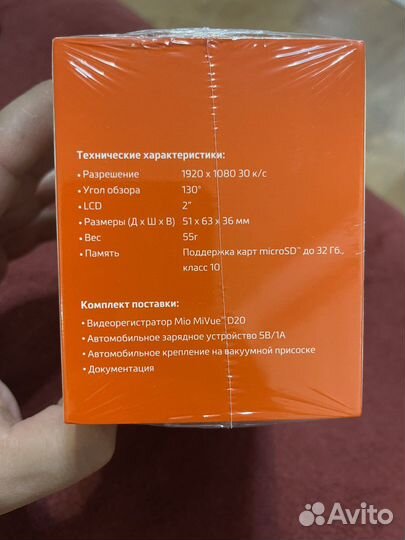 Технические характеристики:
• Разрешение 1920 x 1080 30 к/с
• Угол обзора 130°
• LCD 2"
• Размеры (Д х Ш х В) 51 x 63 x 36 мм
• Вес 55г
• Память Поддержка карт microSD™ до 32 Гб.,
класс 10
Комплект поставки:
• Видеорегистратор Mio MiVue™ D20
• Автомобильное зарядное устройство 5В/1А
• Автомобильное крепление на вакуумной присоске
• Документация
Avito